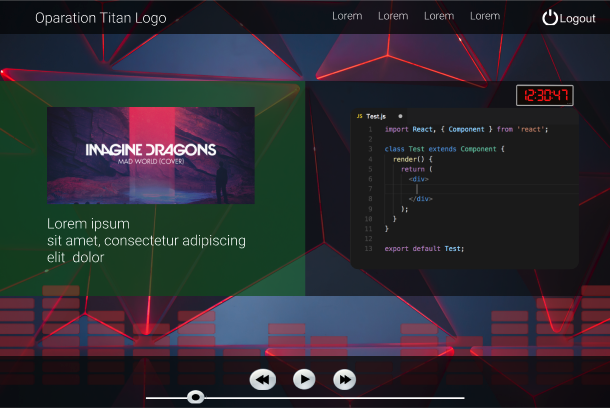 Oparation Titan Logo
Lorem Lorem Lorem Lorem
Logout
12:30:47
IMAGINE DRAGONS
MAD WORLD (COVER)
Lorem ipsum
sit amet, consectetur adipiscing
elit dolor
JS Test.js
1 import React, { Component } from 'react';
2
3 class Test extends Component {
4 render() {
5 return (
6 <div>
7
8 </div>
9 );
10 }
11 }
12
13 export default Test;